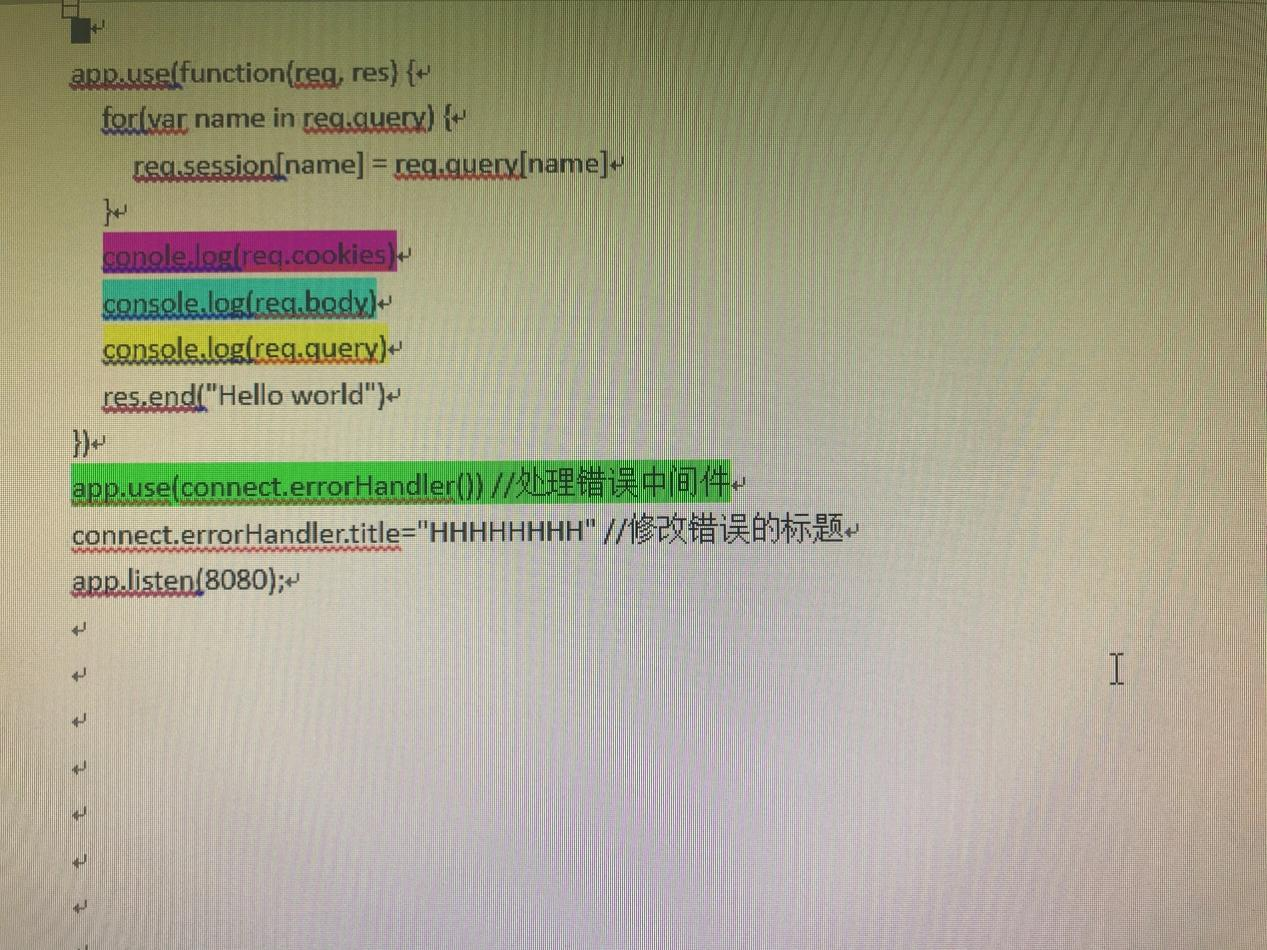 app.use(function(req, res) {
for(var name in req.query) {
req.session[name] = req.query[name]
}
conole.log(req.cookies)
console.log(req.body)
console.log(req.query)
res.end("Hello world")
})
app.use(connect.errorHandler()) //处理错误中间件
connect.errorHandler.title="HHHHHHHH" //修改错误的标题
app.listen(8080);